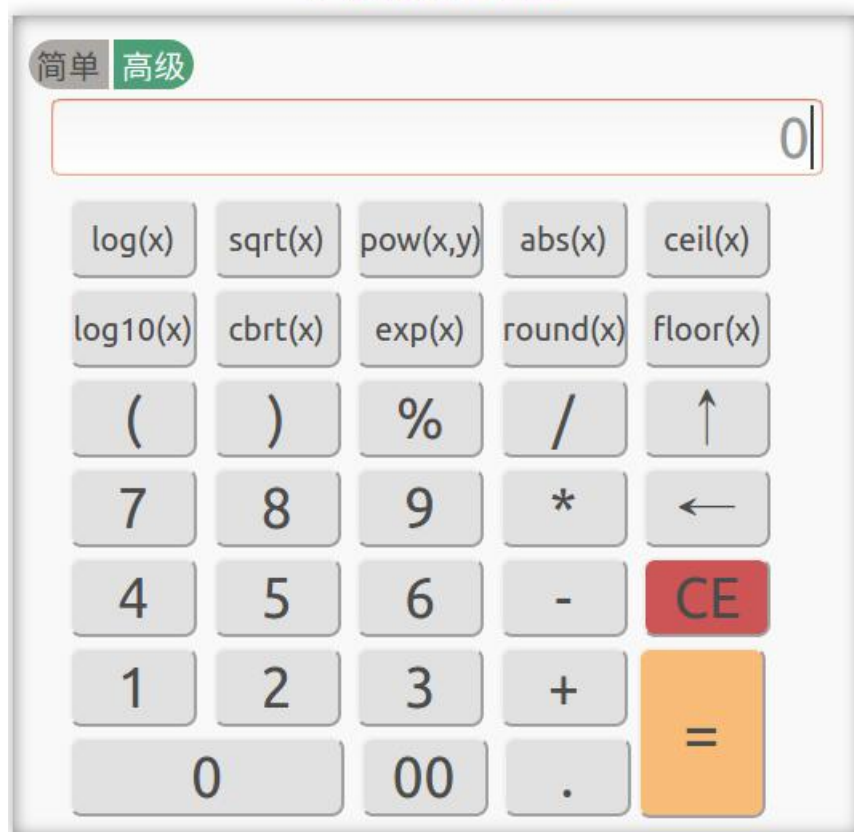 简单 高级
0
log(x) sqrt(x) pow(x,y) abs(x) ceil(x)
log10(x) cbrt(x) exp(x) round(x) floor(x)
( ) % / ↑
7 8 9 * ←
4 5 6 - CE
1 2 3 +
=
0 00 .